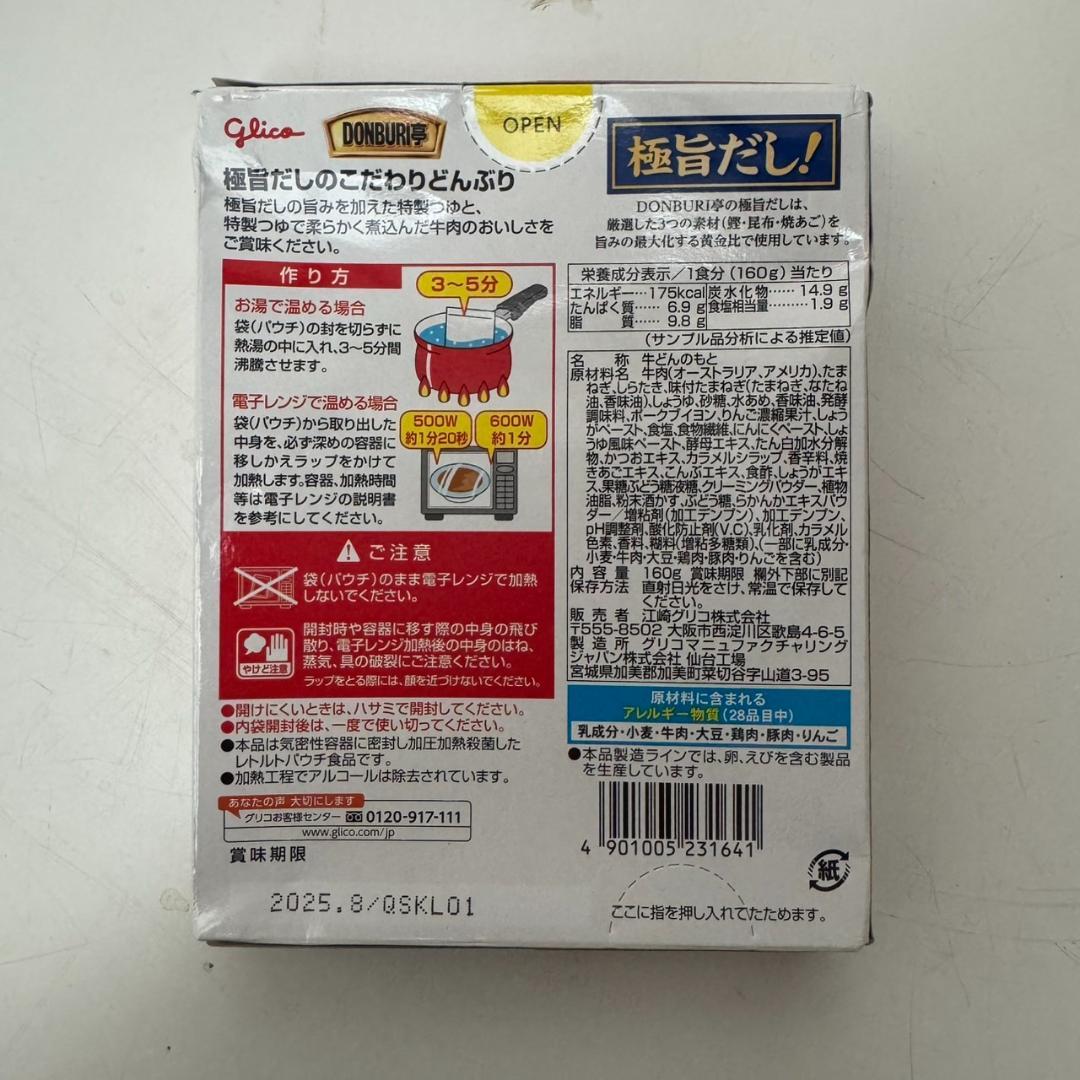 Glico
DONBURI亭
OPEN
極旨だし!
極旨だしのこだわりどんぶり
極旨だしの旨みを加えた特製つゆと、
特製つゆで柔らかく煮込んだ牛肉のおいしさを
ご賞味ください。
DONBURI亭の極旨だしは、
厳選した3つの素材(鰹・昆布・焼あご)を
旨みの最大化する黄金比で使用しています。
作り方
お湯で温める場合
袋(パウチ)の封を切らずに
熱湯の中に入れ、3〜5分間
沸騰させます。
3〜5分
電子レンジで温める場合
袋(パウチ)から取り出した
中身を、必ず深めの容器に
移しかえラップをかけて
加熱します。容器、加熱時間
等は電子レンジの説明書
を参考にしてください。
500W
約1分20秒
600W
約1分
ご注意
袋(パウチ)のまま電子レンジで加熱
しないでください。
やけど注意
開封時や容器に移す際の中身の飛び
散り、電子レンジ加熱後の中身のはね、
蒸気、具の破裂にご注意ください。
ラップをとる際には、顔を近づけないでください。
●開けにくいときは、ハサミで開封してください。
●内袋開封後は、一度で使い切ってください。
●本品は気密性容器に密封し加圧加熱殺菌した
レトルトパウチ食品です。
●加熱工程でアルコールは除去されています。
あなたの声 大切にします
グリコお客様センター 0120-917-111
www.glico.com/jp
賞味期限
2025.8/QSKL01
栄養成分表示/1食分(160g)当たり
エネルギー…175kcal 炭水化物……14.9g
たんぱく質……6.9g 食塩相当量………1.9g
脂質……9.8g
(サンプル品分析による推定値)
名称 牛どんのもと
原材料名 牛肉(オーストラリア、アメリカ)、たま
ねぎ、しらたき、味付たまねぎ(たまねぎ、なたね
油、香味油)、しょうゆ、砂糖、水あめ、香味油、発酵
調味料、ポークブイヨン、りんご濃縮果汁、しょう
がペースト、食塩、食物繊維、にんにくペースト、しょ
うゆ風味ペースト、酵母エキス、たん白加水分解
物、かつおエキス、カラメルシラップ、香辛料、焼
きあごエキス、こんぶエキス、食酢、しょうがエキ
ス、果糖ぶどう糖液糖、クリーミングパウダー、植物
油脂、粉末酒かす、ぶどう糖、らかんかエキスパウ
ダー/増粘剤(加工デンプン)、加工デンプン、
pH調整剤、酸化防止剤(V.C)、乳化剤、カラメル
色素、香料、糊料(増粘多糖類)、(一部に乳成分・
小麦・牛肉・大豆・鶏肉・豚肉・りんごを含む)
内容量 160g 賞味期限 欄外下部に別記
保存方法 直射日光をさけ、常温で保存して
ください。
販売者 江崎グリコ株式会社
〒555-8502 大阪市西淀川区歌島4-6-5
製造所 グリコマニュファクチャリング
ジャパン株式会社 仙台工場
宮城県加美郡加美町菜切谷字山道3-95
原材料に含まれる
アレルギー物質(28品目中)
乳成分・小麦・牛肉・大豆・鶏肉・豚肉・りんご
●本品製造ラインでは、卵、えびを含む製品
を生産しています。
4 901005 231641
紙
ここに指を押し入れてたためます。